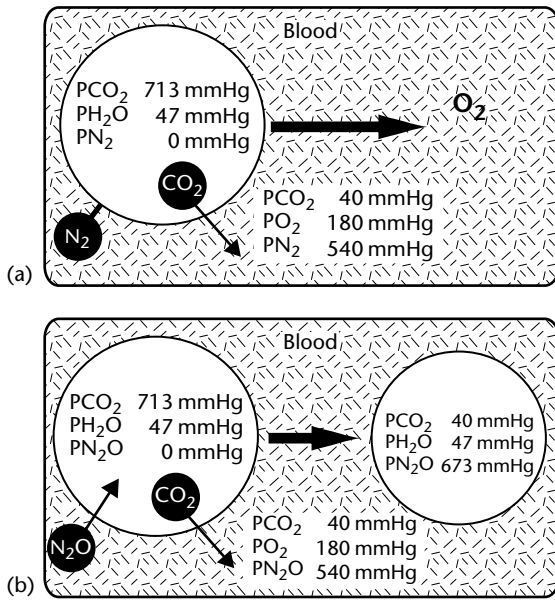 Blood
PCO₂ 713 mmHg
PH₂O 47 mmHg
PN₂ 0 mmHg
O₂
CO₂
N₂
PCO₂ 40 mmHg
PO₂ 180 mmHg
PN₂ 540 mmHg
(a)
Blood
PCO₂ 713 mmHg
PH₂O 47 mmHg
PN₂O 0 mmHg
PCO₂ 40 mmHg
PH₂O 47 mmHg
PN₂O 673 mmHg
CO₂
N₂O
PCO₂ 40 mmHg
PO₂ 180 mmHg
PN₂O 540 mmHg
(b)